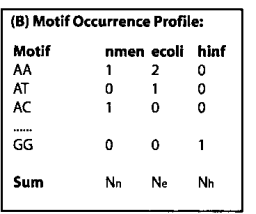 (B) Motif Occurrence Profile:
Motif nmen ecoli hinf
AA 1 2 0
AT 0 1 0
AC 1 0 0
......
GG 0 0 1
Sum Nn Ne Nh